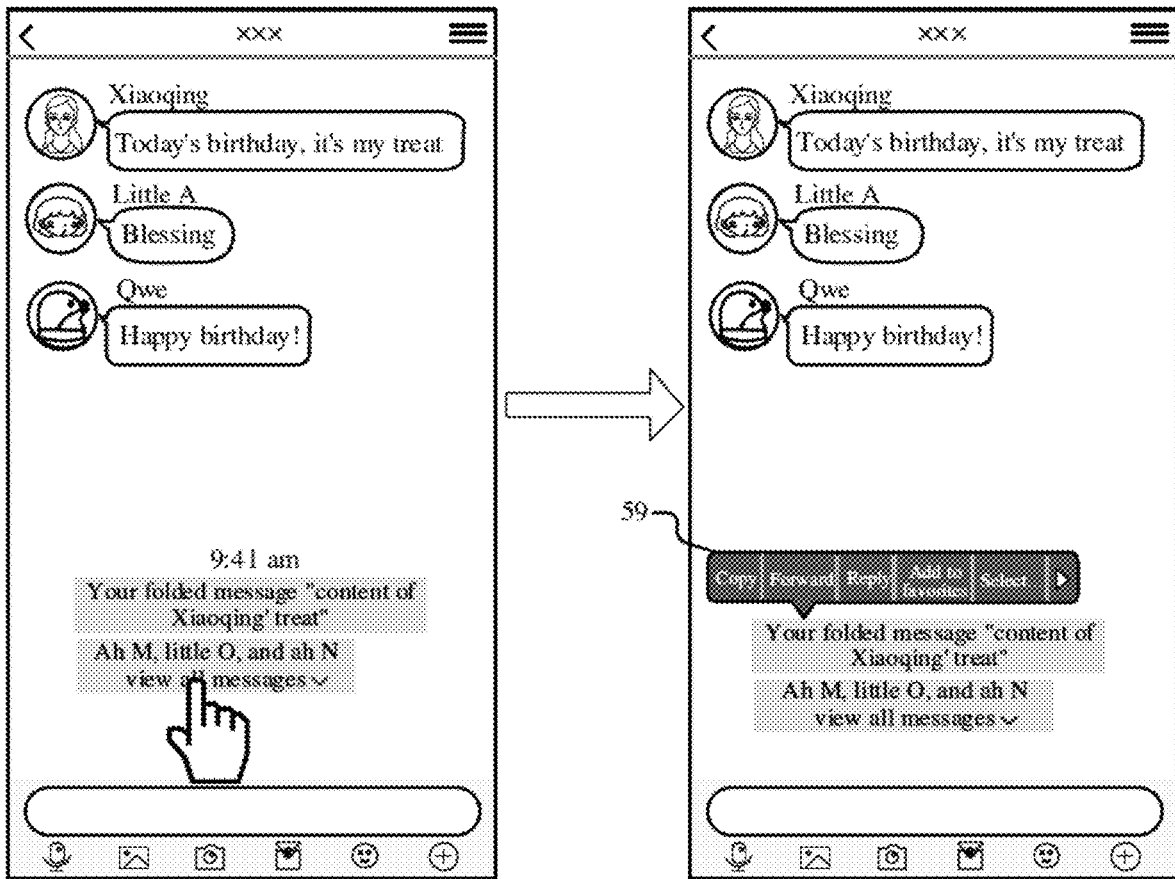 ×××
Xiaoqing
Today's birthday, it's my treat
Little A
Blessing
Qwe
Happy birthday!
9:41 am
Your folded message "content of
Xiaoqing' treat"
Ah M, little O, and ah N
view all messages
×××
Xiaoqing
Today's birthday, it's my treat
Little A
Blessing
Qwe
Happy birthday!
59
Copy Forward Reply Add to favorites Select
Your folded message "content of
Xiaoqing' treat"
Ah M, little O, and ah N
view all messages